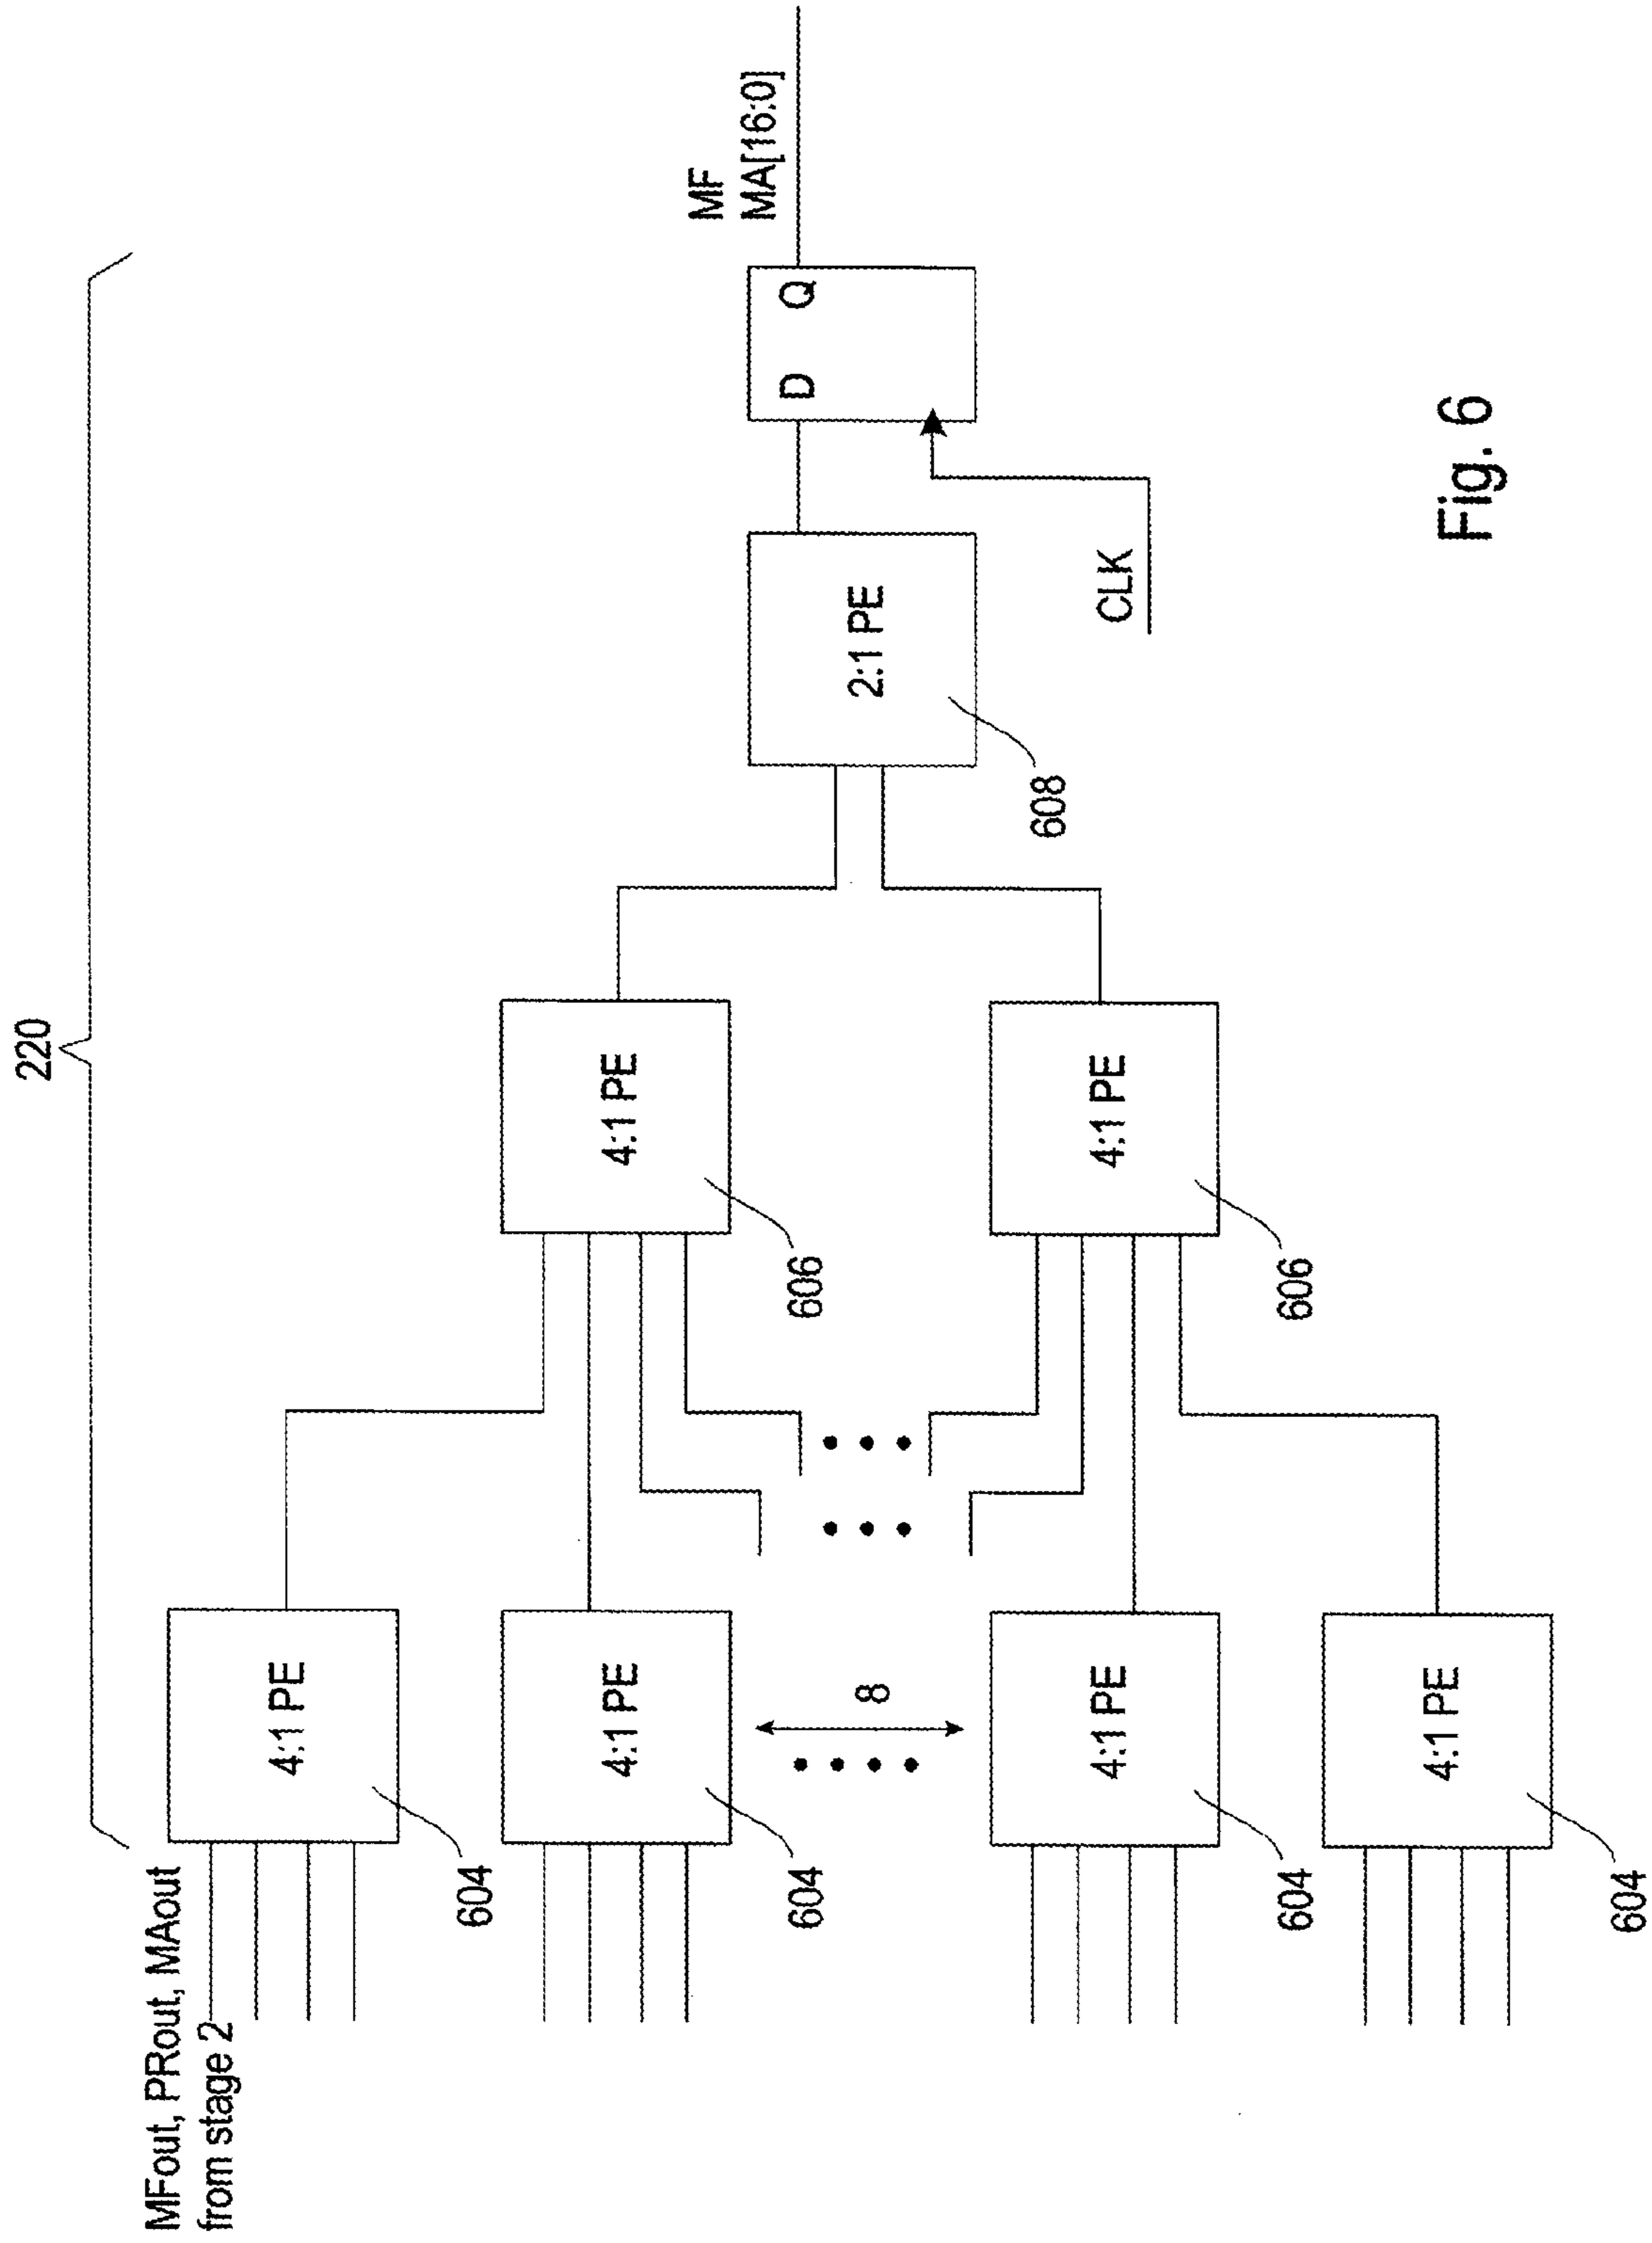 220
MFout, PRout, MAout
from stage 2
4:1 PE
604
4:1 PE
604
8
4:1 PE
604
4:1 PE
604
4:1 PE
606
4:1 PE
606
2:1 PE
608
D Q
CLK
MF
MA[16:0]
Fig. 6